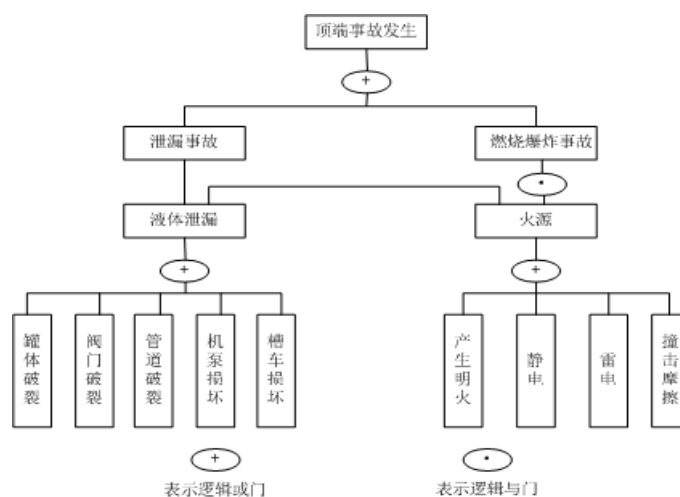 顶端事故发生
+
泄漏事故
燃烧爆炸事故
•
液体泄漏
火源
+
+
罐体破裂
阀门破裂
管道破裂
机泵损坏
槽车损坏
产生明火
静电
雷电
撞击摩擦
+
•
表示逻辑或门
表示逻辑与门